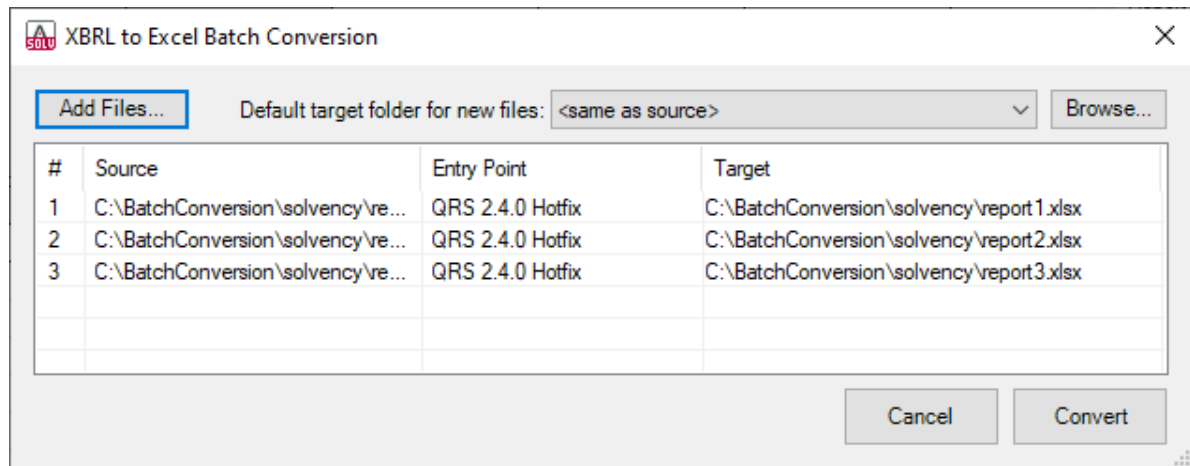 A SOLV XBRL to Excel Batch Conversion
Add Files... Default target folder for new files: <same as source> Browse...
# Source Entry Point Target
1 C:\BatchConversion\solvency\re... QRS 2.4.0 Hotfix C:\BatchConversion\solvency\report1.xlsx
2 C:\BatchConversion\solvency\re... QRS 2.4.0 Hotfix C:\BatchConversion\solvency\report2.xlsx
3 C:\BatchConversion\solvency\re... QRS 2.4.0 Hotfix C:\BatchConversion\solvency\report3.xlsx
Cancel Convert